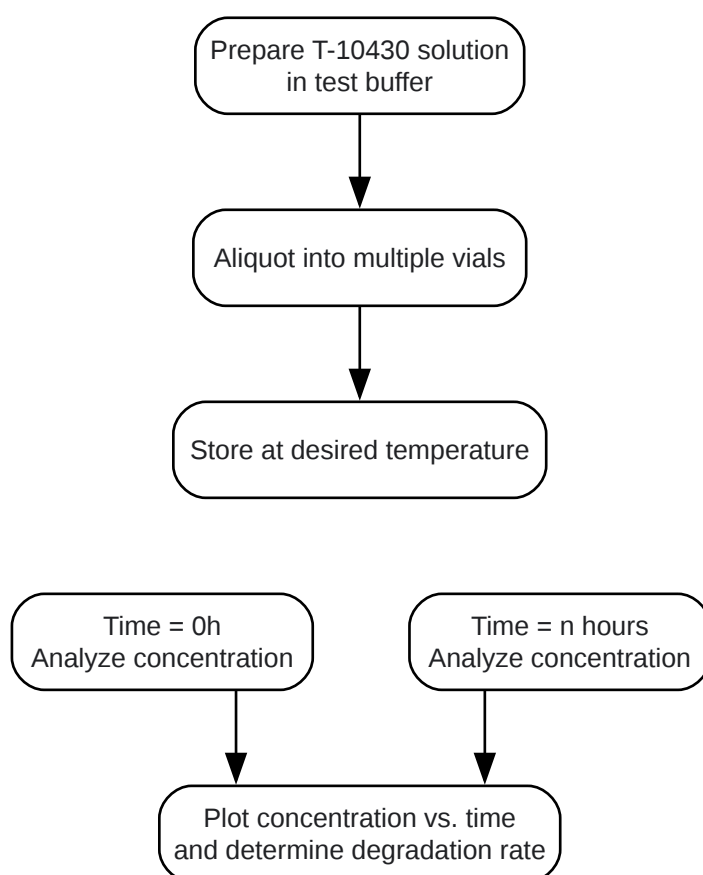 Prepare T-10430 solution
in test buffer
Aliquot into multiple vials
Store at desired temperature
Time = 0h
Analyze concentration
Time = n hours
Analyze concentration
Plot concentration vs. time
and determine degradation rate